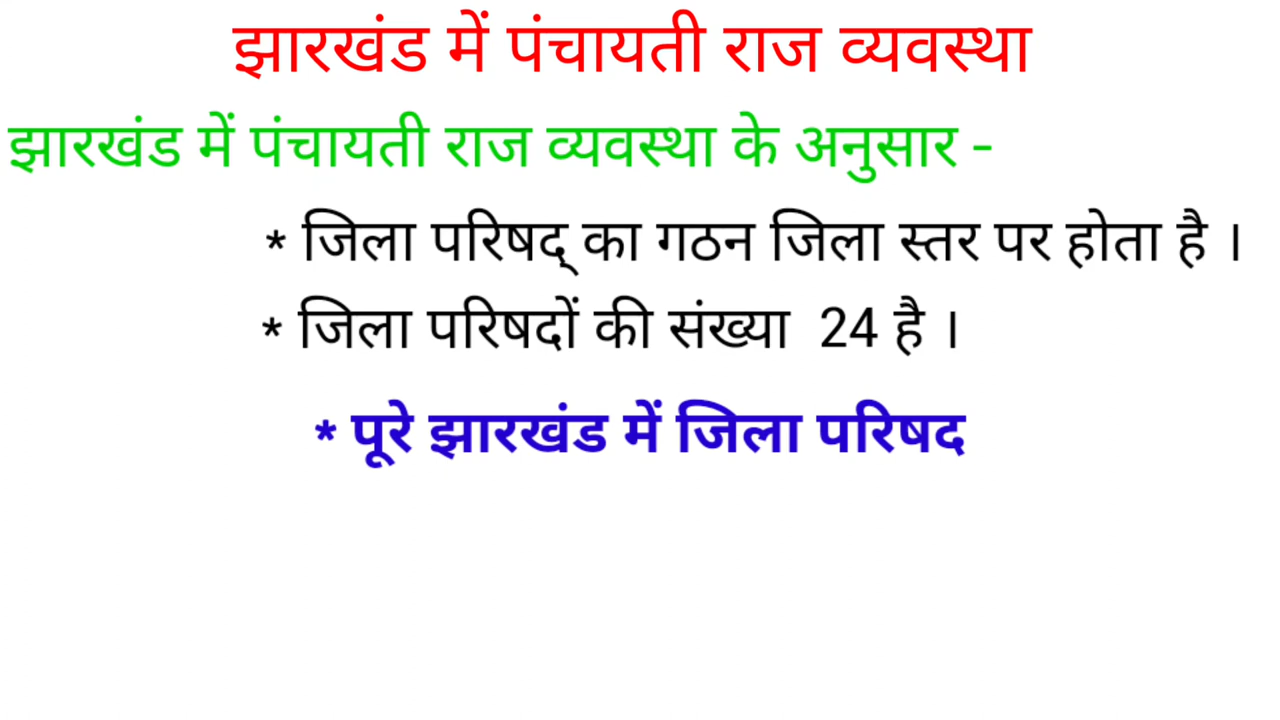 झारखंड में पंचायती राज व्यवस्था
झारखंड में पंचायती राज व्यवस्था के अनुसार -
* जिला परिषद् का गठन जिला स्तर पर होता है ।
* जिला परिषदों की संख्या 24 है ।
* पूरे झारखंड में जिला परिषद